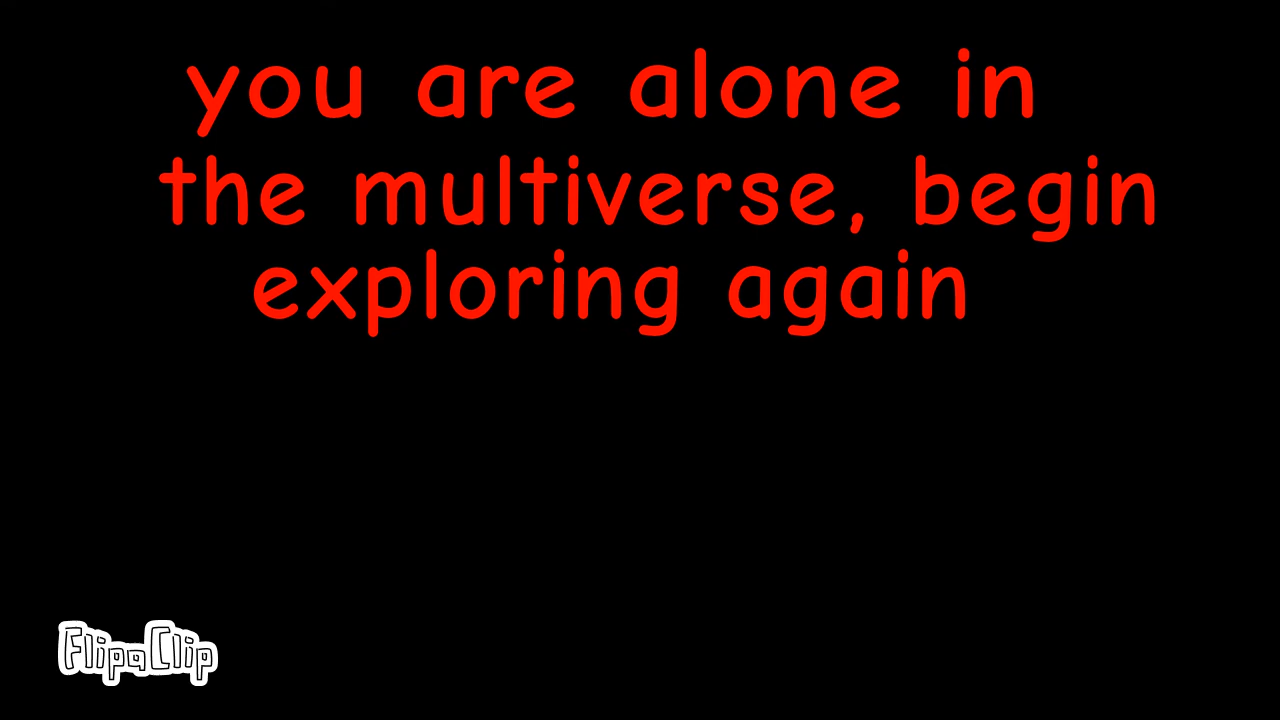 you are alone in
the multiverse, begin
exploring again
FlipaClip